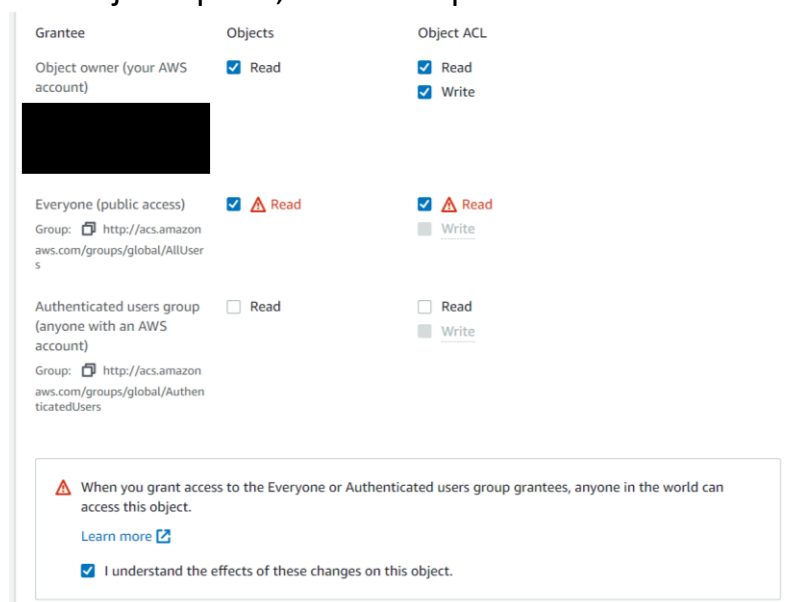 Grantee Objects Object ACL
Object owner (your AWS Read Read
account) Write
Everyone (public access) Read Read
Group: http://acs.amazon Write
aws.com/groups/global/AllUser
s
Authenticated users group Read Read
(anyone with an AWS Write
account)
Group: http://acs.amazon
aws.com/groups/global/Authen
ticatedUsers
When you grant access to the Everyone or Authenticated users group grantees, anyone in the world can
access this object.
Learn more
I understand the effects of these changes on this object.